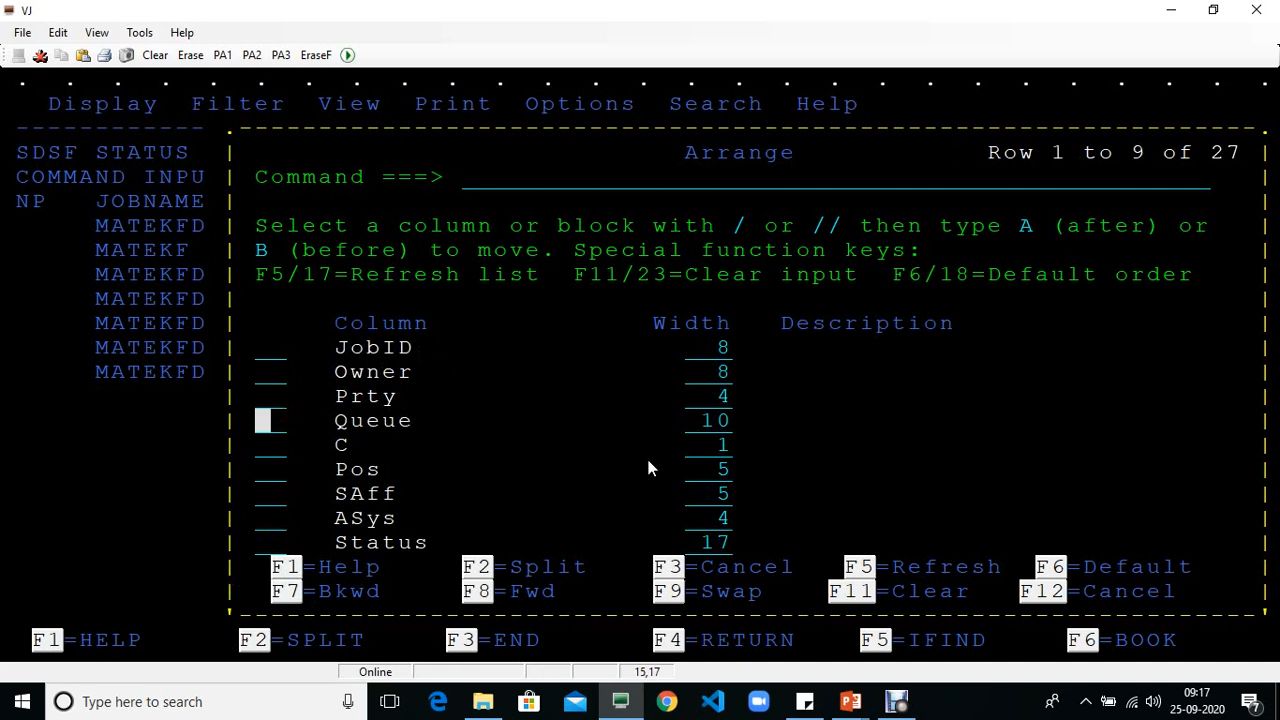 VJ
File Edit View Tools Help
Clear Erase PA1 PA2 PA3 EraseF
Display Filter View Print Options Search Help
------------
SDSF STATUS | Arrange Row 1 to 9 of 27
COMMAND INPU | Command ===>
NP JOBNAME |
MATEKFD | Select a column or block with / or // then type A (after) or
MATEKF | B (before) to move. Special function keys:
MATEKFD | F5/17=Refresh list F11/23=Clear input F6/18=Default order
MATEKFD |
MATEKFD | Column Width Description
MATEKFD | JobID 8
MATEKFD | Owner 8
Prty 4
Queue 10
C 1
Pos 5
SAff 5
ASys 4
Status 17
F1=Help F2=Split F3=Cancel F5=Refresh F6=Default
F7=Bkwd F8=Fwd F9=Swap F11=Clear F12=Cancel
F1=HELP F2=SPLIT F3=END F4=RETURN F5=IFIND F6=BOOK
Online 15,17
Type here to search
09:17
25-09-2020
7